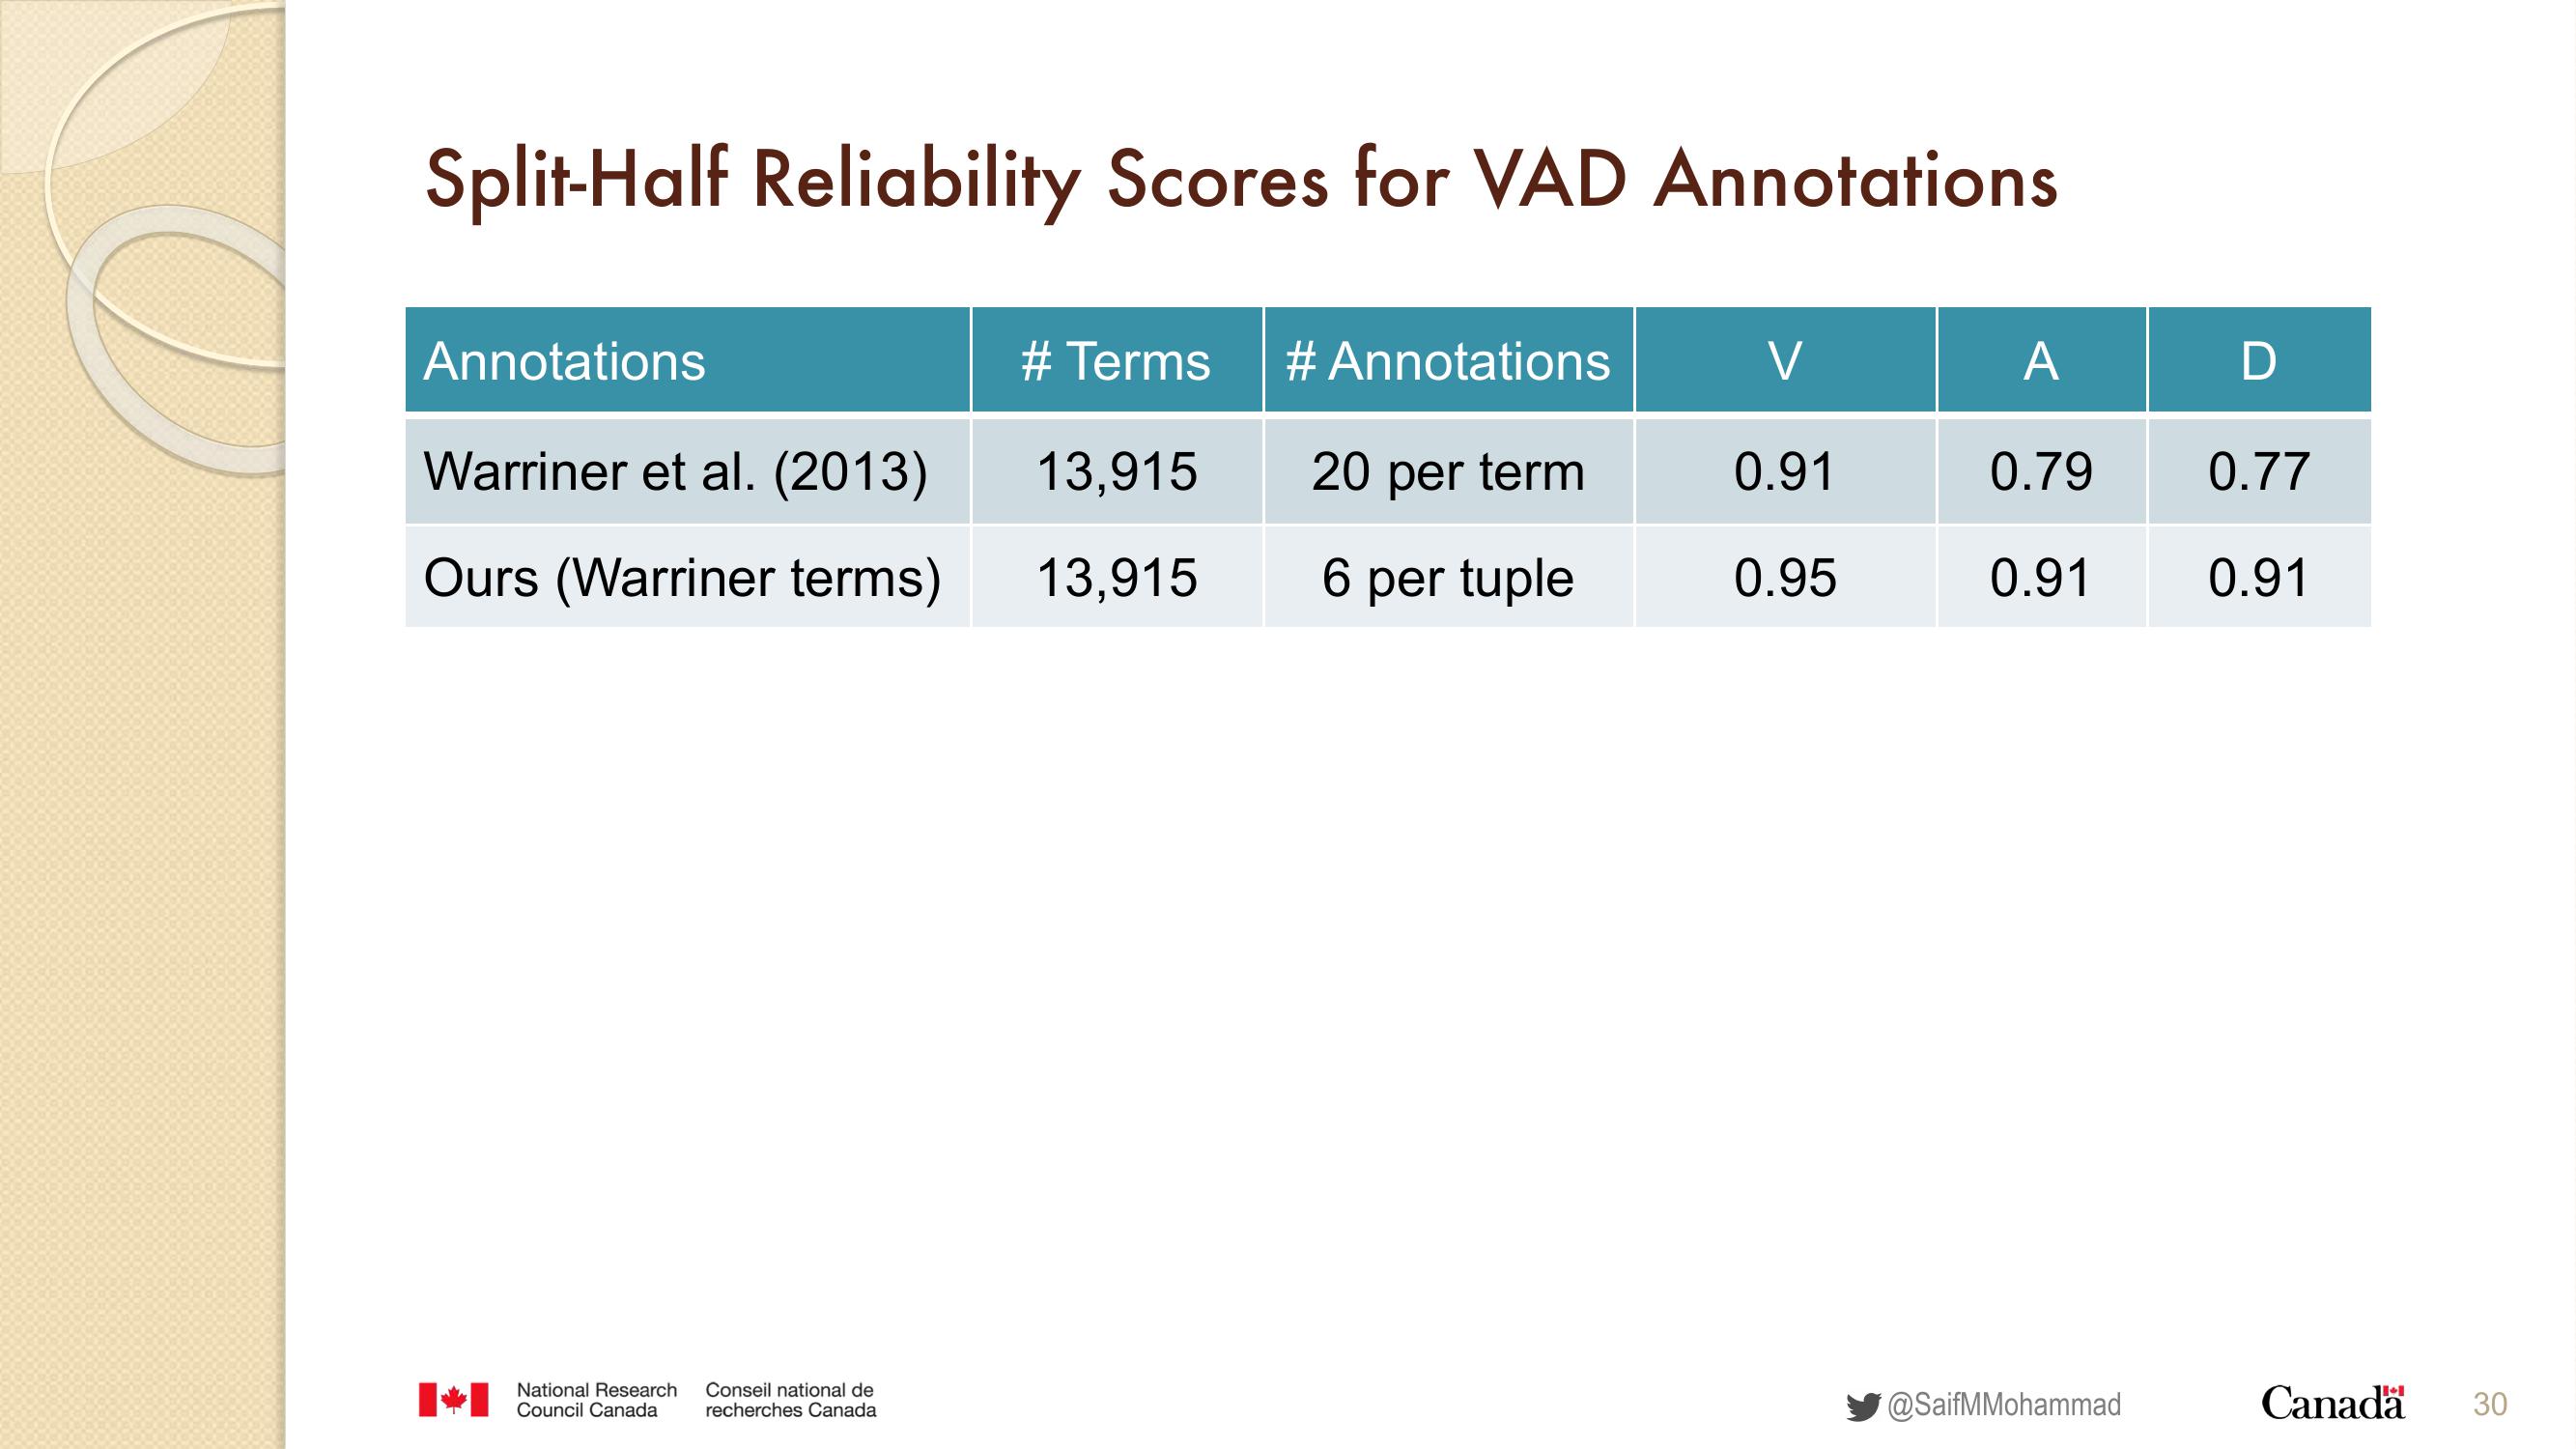 Split-Half Reliability Scores for VAD Annotations
Annotations # Terms # Annotations V A D
Warriner et al. (2013) 13,915 20 per term 0.91 0.79 0.77
Ours (Warriner terms) 13,915 6 per tuple 0.95 0.91 0.91
National Research Conseil national de
Council Canada recherches Canada
@SaifMMohammad
Canada
30